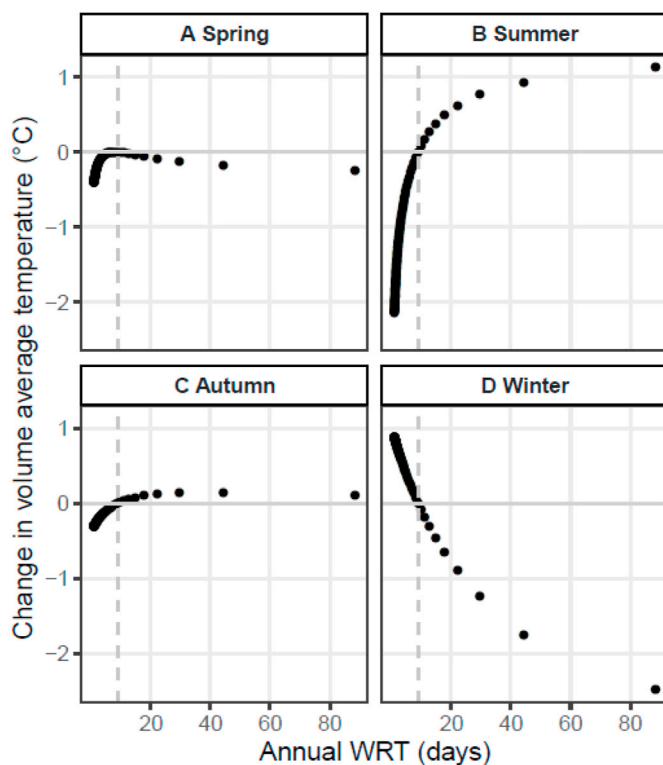 A Spring
B Summer
Change in volume average temperature (°C)
1
0
−1
−2
C Autumn
D Winter
1
0
−1
−2
20
40
60
80
20
40
60
80
Annual WRT (days)